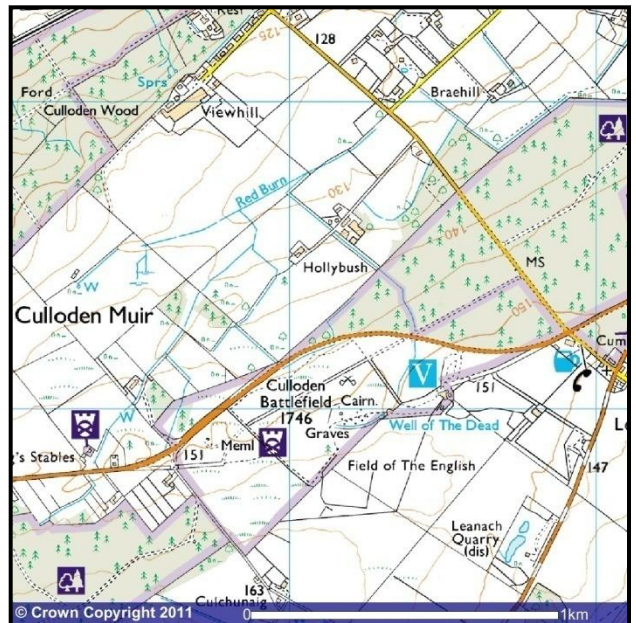 Rest
128
125
Sprs
Ford
Culloden Wood
Viewhill
Braehill
Red Burn
130
140
MS
Hollybush
W
150
Culloden Muir
Culloden
Battlefield
1746
Cairn.
V
151
Cum
W
Meml
Graves
Well of The Dead
's Stables
151
Field of The English
147
Leanach
Quarry
(dis)
163
Culchunaig
© Crown Copyright 2011
0
1km